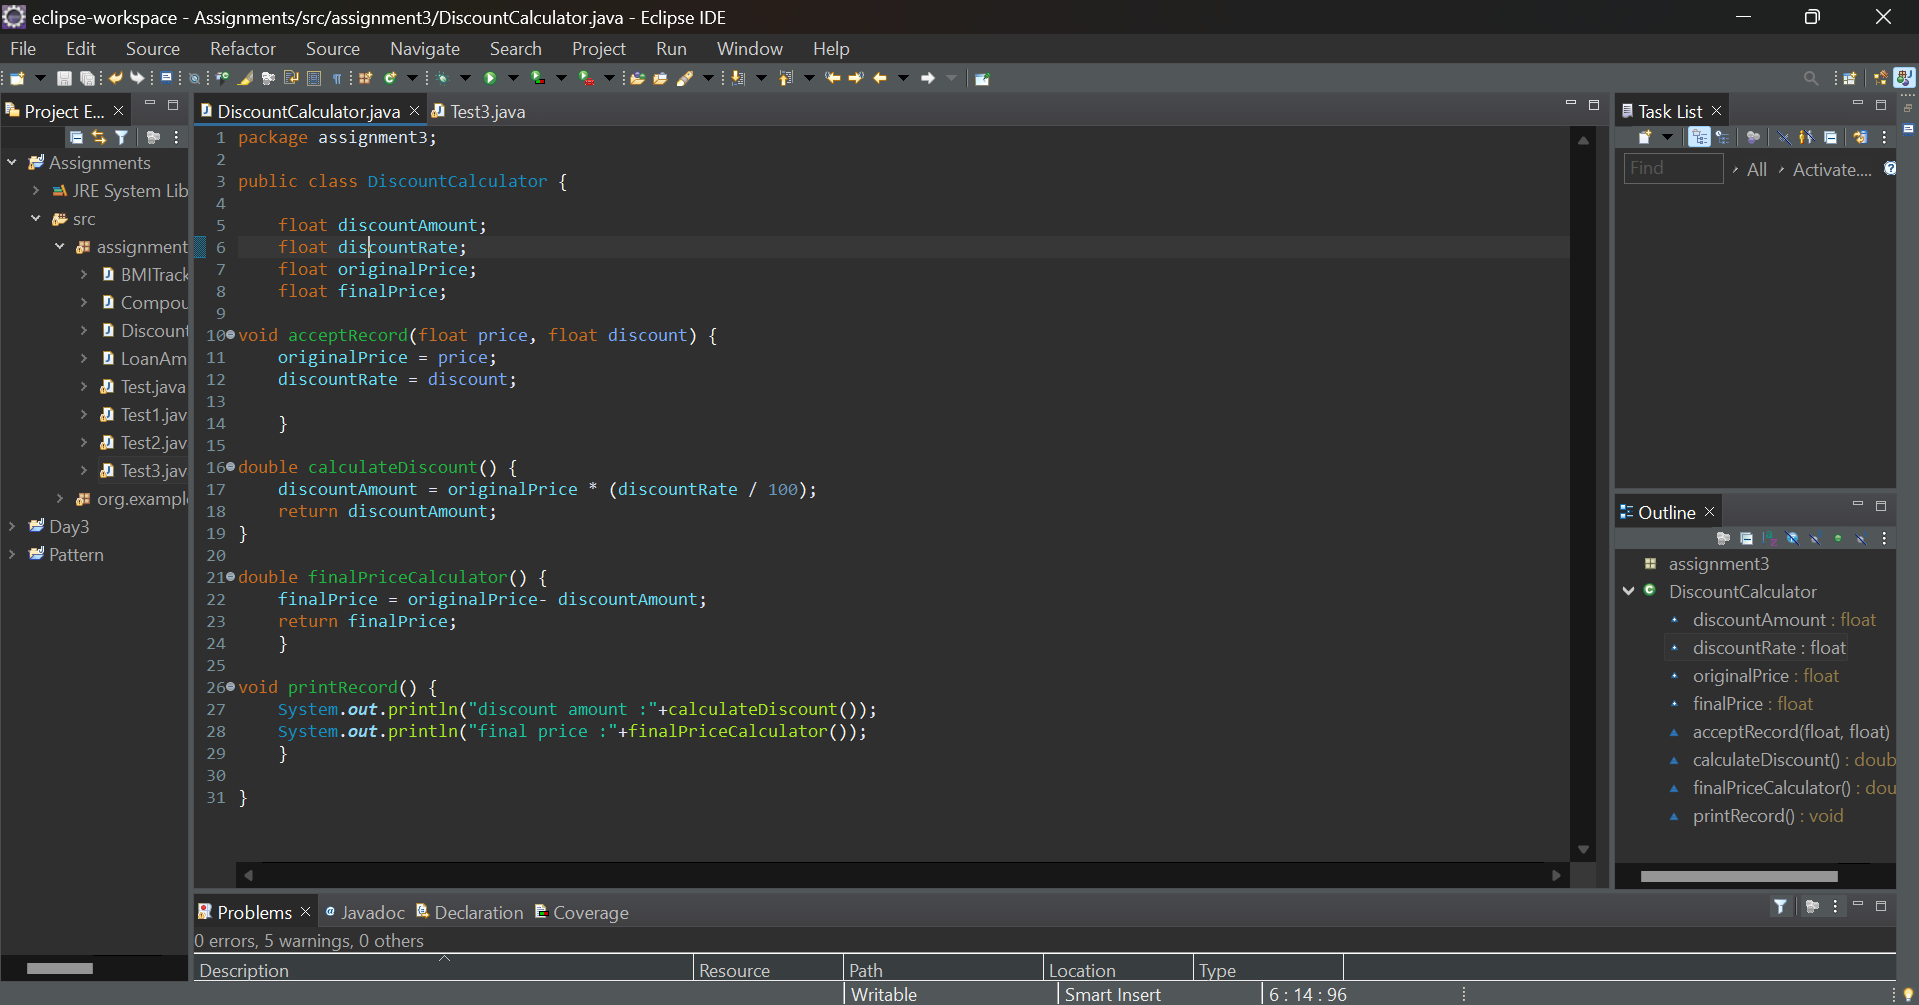 eclipse-workspace - Assignments/src/assignment3/DiscountCalculator.java - Eclipse IDE
File Edit Source Refactor Source Navigate Search Project Run Window Help
Project E...
Assignments
JRE System Lib
src
assignment
BMITrack
Compou
Discount
LoanAm
Test.java
Test1.jav
Test2.jav
Test3.jav
org.exampl
Day3
Pattern
DiscountCalculator.java Test3.java
1 package assignment3;
2
3 public class DiscountCalculator {
4
5 float discountAmount;
6 float discountRate;
7 float originalPrice;
8 float finalPrice;
9
10 void acceptRecord(float price, float discount) {
11 originalPrice = price;
12 discountRate = discount;
13
14 }
15
16 double calculateDiscount() {
17 discountAmount = originalPrice * (discountRate / 100);
18 return discountAmount;
19 }
20
21 double finalPriceCalculator() {
22 finalPrice = originalPrice- discountAmount;
23 return finalPrice;
24 }
25
26 void printRecord() {
27 System.out.println("discount amount :"+calculateDiscount());
28 System.out.println("final price :"+finalPriceCalculator());
29 }
30
31 }
Task List
Find All Activate....
Outline
assignment3
DiscountCalculator
discountAmount : float
discountRate : float
originalPrice : float
finalPrice : float
acceptRecord(float, float)
calculateDiscount() : doub
finalPriceCalculator() : dou
printRecord() : void
Problems Javadoc Declaration Coverage
0 errors, 5 warnings, 0 others
Description Resource Path Location Type
Writable Smart Insert 6 : 14 : 96